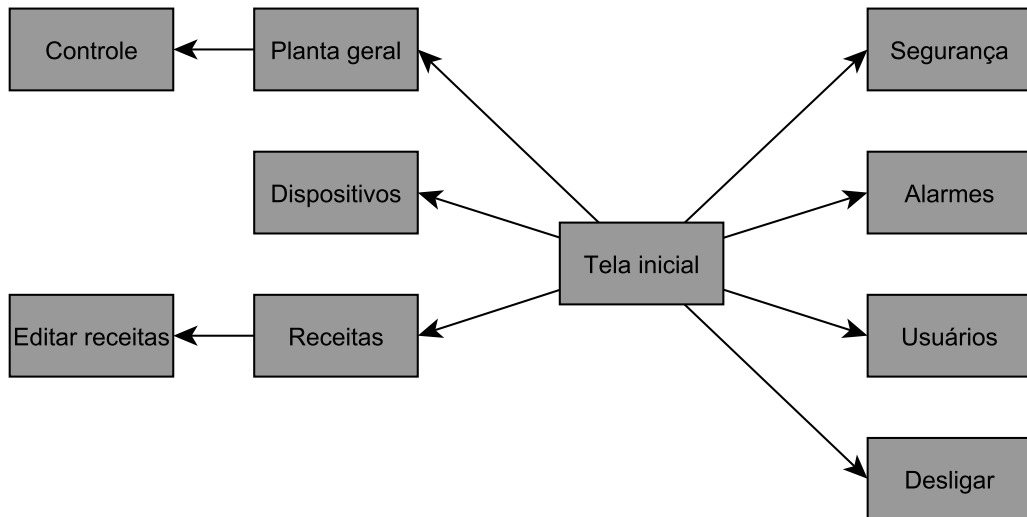 Controle
Planta geral
Segurança
Dispositivos
Alarmes
Tela inicial
Editar receitas
Receitas
Usuários
Desligar